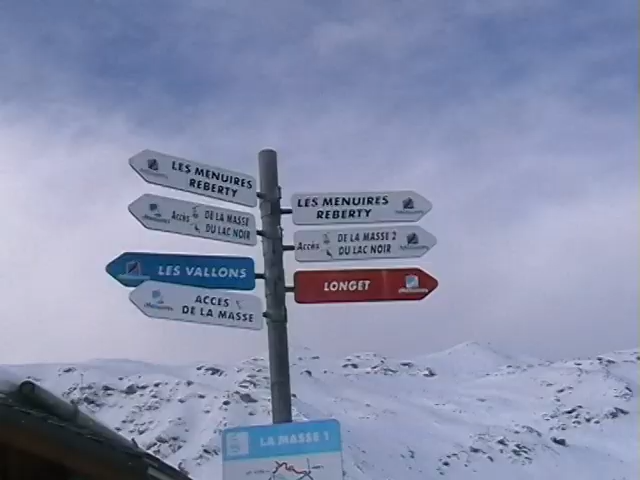 LES MENUIRES
REBERTY
Accès DE LA MASSE
DU LAC NOIR
LES VALLONS
ACCES
DE LA MASSE
LES MENUIRES
REBERTY
Accès DE LA MASSE 2
DU LAC NOIR
LONGET
LA MASSE 1